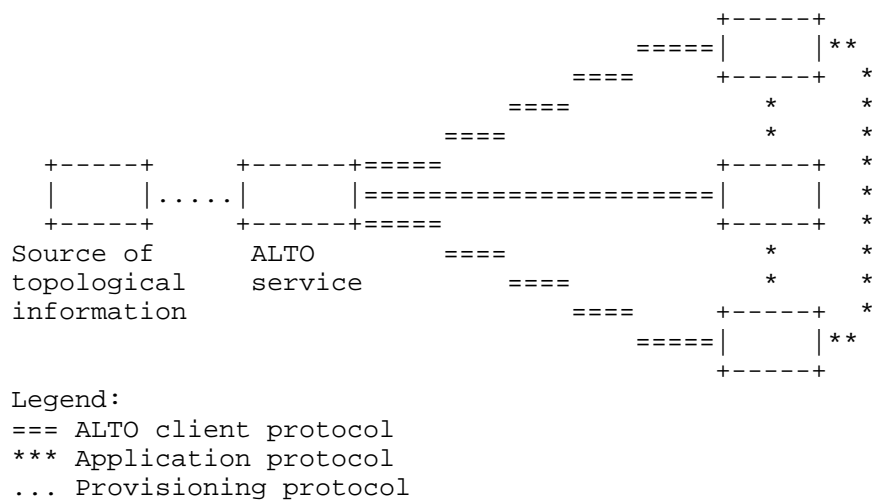 Source of ALTO
topological service
information
Legend:
=== ALTO client protocol
*** Application protocol
... Provisioning protocol